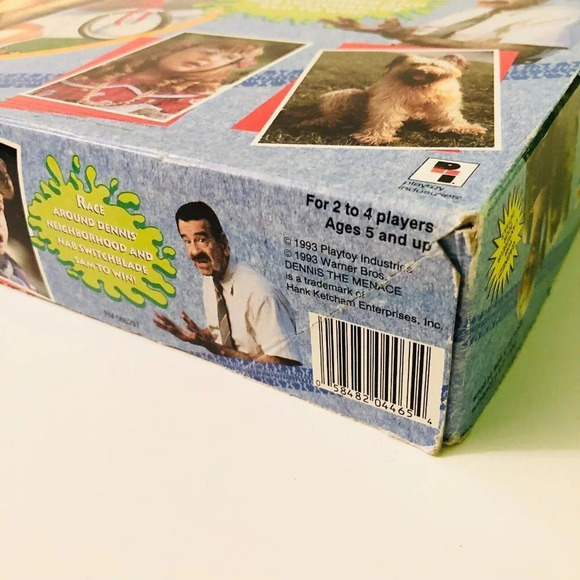 playtoy
industries
RACE
AROUND DENNIS'
NEIGHBORHOOD AND
NAB SWITCHBLADE
SAM TO WIN!
For 2 to 4 players
Ages 5 and up
© 1993 Playtoy Industries
© 1993 Warner Bros.
DENNIS THE MENACE
is a trademark of
Hank Ketcham Enterprises, Inc.
0 58482 04465 4